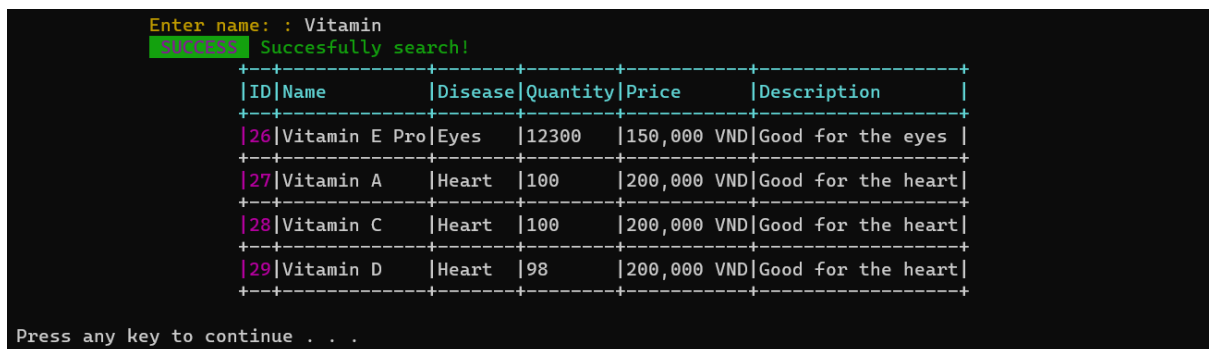 Enter name: : Vitamin
SUCCESS Succesfully search!
+--+-------------+-------+--------+-----------+------------------+
|ID|Name         |Disease|Quantity|Price      |Description       |
+--+-------------+-------+--------+-----------+------------------+
|26|Vitamin E Pro|Eyes   |12300   |150,000 VND|Good for the eyes |
+--+-------------+-------+--------+-----------+------------------+
|27|Vitamin A    |Heart  |100     |200,000 VND|Good for the heart|
+--+-------------+-------+--------+-----------+------------------+
|28|Vitamin C    |Heart  |100     |200,000 VND|Good for the heart|
+--+-------------+-------+--------+-----------+------------------+
|29|Vitamin D    |Heart  |98      |200,000 VND|Good for the heart|
+--+-------------+-------+--------+-----------+------------------+
Press any key to continue . . .